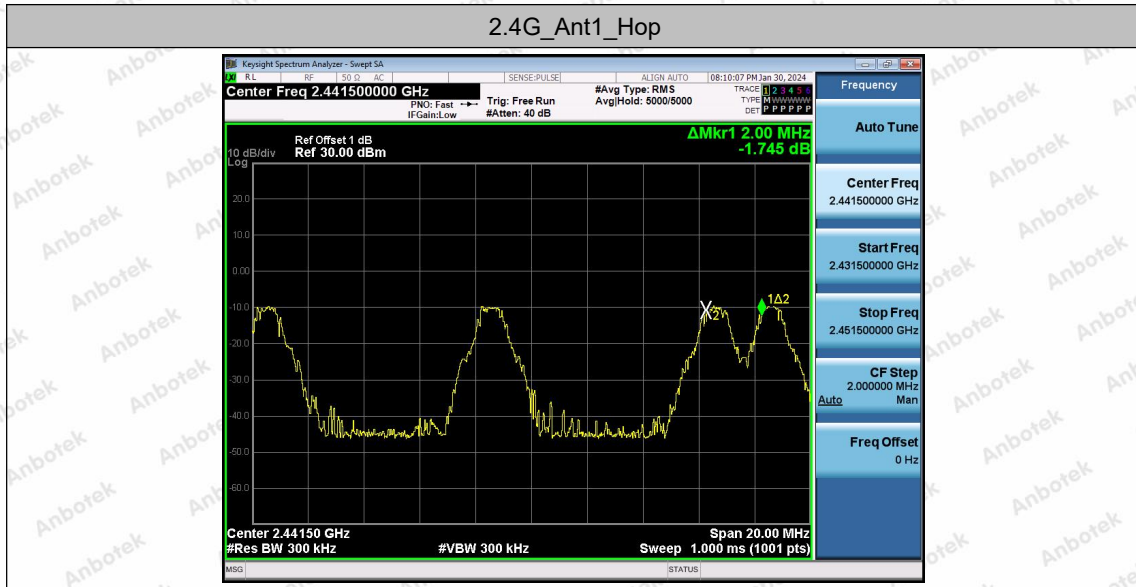 2.4G_Ant1_Hop
Keysight Spectrum Analyzer - Swept SA
LXI RL RF 50 Ω AC SENSE:PULSE ALIGN AUTO 08:10:07 PM Jan 30, 2024
Center Freq 2.441500000 GHz
PNO: Fast
IFGain:Low
Trig: Free Run
#Atten: 40 dB
#Avg Type: RMS
Avg|Hold: 5000/5000
TRACE 1 2 3 4 5 6
TYPE MWWWWW
DET P P P P P P
ΔMkr1 2.00 MHz
-1.745 dB
Ref Offset 1 dB
10 dB/div Ref 30.00 dBm
Log
20.0
10.0
0.00
-10.0
-20.0
-30.0
-40.0
-50.0
-60.0
X2
1Δ2
Center 2.44150 GHz Span 20.00 MHz
#Res BW 300 kHz #VBW 300 kHz Sweep 1.000 ms (1001 pts)
MSG STATUS
Frequency
Auto Tune
Center Freq
2.441500000 GHz
Start Freq
2.431500000 GHz
Stop Freq
2.451500000 GHz
CF Step
2.000000 MHz
Auto Man
Freq Offset
0 Hz
Anbotek